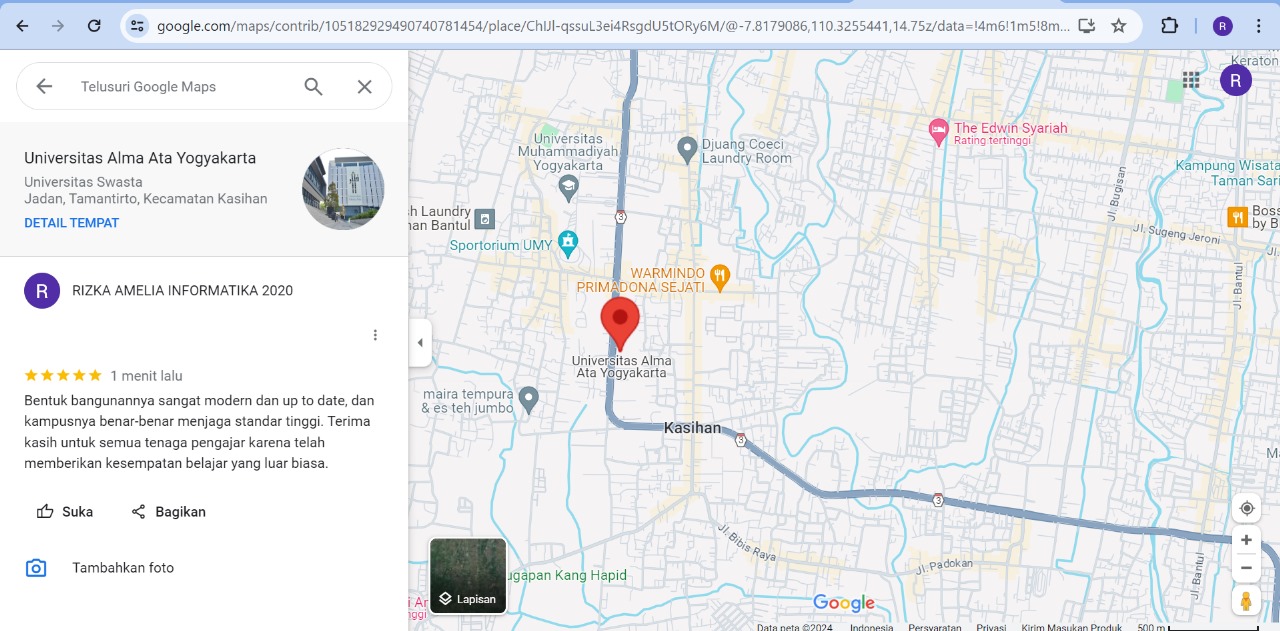 google.com/maps/contrib/105182929490740781454/place/ChIJl-qssuL3ei4RsgdU5tORy6M/@-7.8179086,110.3255441,14.75z/data=!4m6!1m5!8m...
R
Telusuri Google Maps
Universitas Alma Ata Yogyakarta
Universitas Swasta
Jadan, Tamantirto, Kecamatan Kasihan
DETAIL TEMPAT
R
RIZKA AMELIA INFORMATIKA 2020
1 menit lalu
Bentuk bangunannya sangat modern dan up to date, dan
kampusnya benar-benar menjaga standar tinggi. Terima
kasih untuk semua tenaga pengajar karena telah
memberikan kesempatan belajar yang luar biasa.
Suka
Bagikan
Tambahkan foto
Keraton
R
Universitas
Muhammadiyah
Yogyakarta
Djuang Coeci
Laundry Room
The Edwin Syariah
Rating tertinggi
Kampung Wisata
Taman Sari
h Laundry
an Bantul
3
Sportorium UMY
Jl. Bugisan
Jl. Sugeng Jeroni
Boss
by B
WARMINDO
PRIMADONA SEJATI
Jl. Bantul
Universitas Alma
Ata Yogyakarta
maira tempura
& es teh jumbo
Kasihan
3
3
Jl. Bibis Raya
Jl. Padokan
Jl. Bantul
ugapan Kang Hapid
Lapisan
Google
Data peta ©2024
Indonesia
Persyaratan
Privasi
Kirim Masukan Produk
500 m